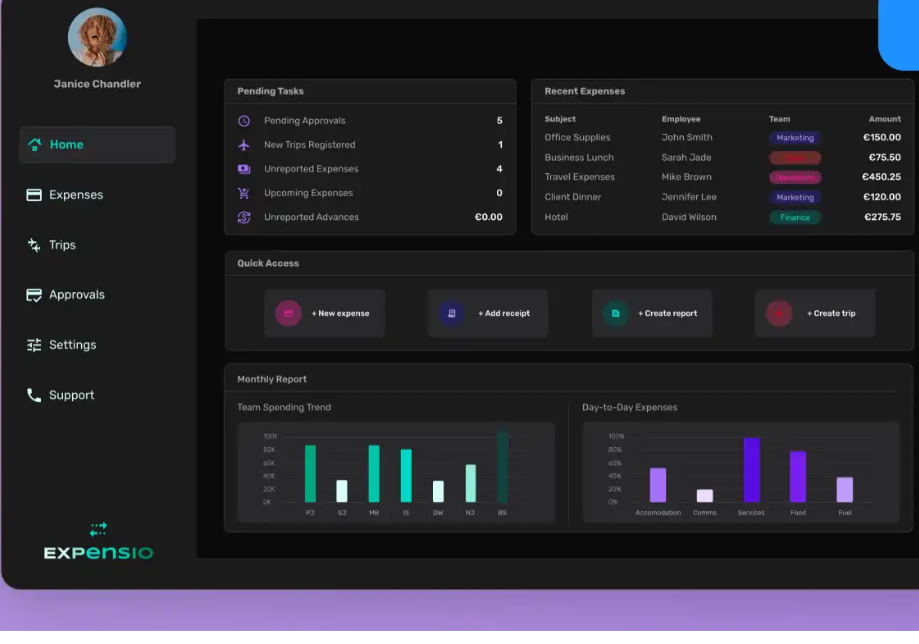 Janice Chandler
Home
Expenses
Trips
Approvals
Settings
Support
EXPENSIO
Pending Tasks
Pending Approvals 5
New Trips Registered 1
Unreported Expenses 4
Upcoming Expenses 0
Unreported Advances €0.00
Recent Expenses
Subject Employee Team Amount
Office Supplies John Smith Marketing €150.00
Business Lunch Sarah Jade €75.50
Travel Expenses Mike Brown Operations €450.25
Client Dinner Jennifer Lee Marketing €120.00
Hotel David Wilson Finance €275.75
Quick Access
+ New expense
+ Add receipt
+ Create report
+ Create trip
Monthly Report
Team Spending Trend
100K
80K
60K
40K
20K
0K
PJ SJ MB IS DW NJ BS
Day-to-Day Expenses
100%
80%
60%
40%
20%
0%
Accomodation Comms Services Food Fuel